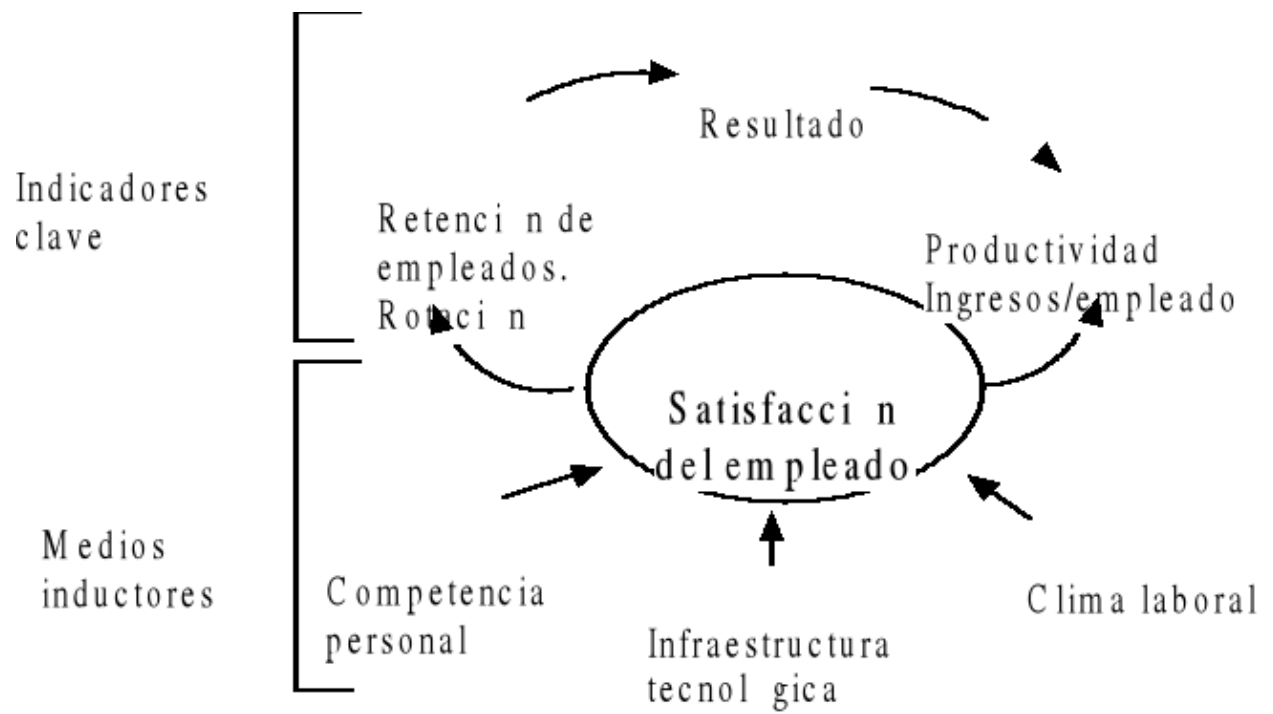 Resultado
Indicadores
clave
Retenci n de
empleados.
Rotaci n
Productividad
Ingresos/empleado
Satisfacci n
del empleado
Medios
inductores
Competencia
personal
Infraestructura
tecnol gica
Clima laboral